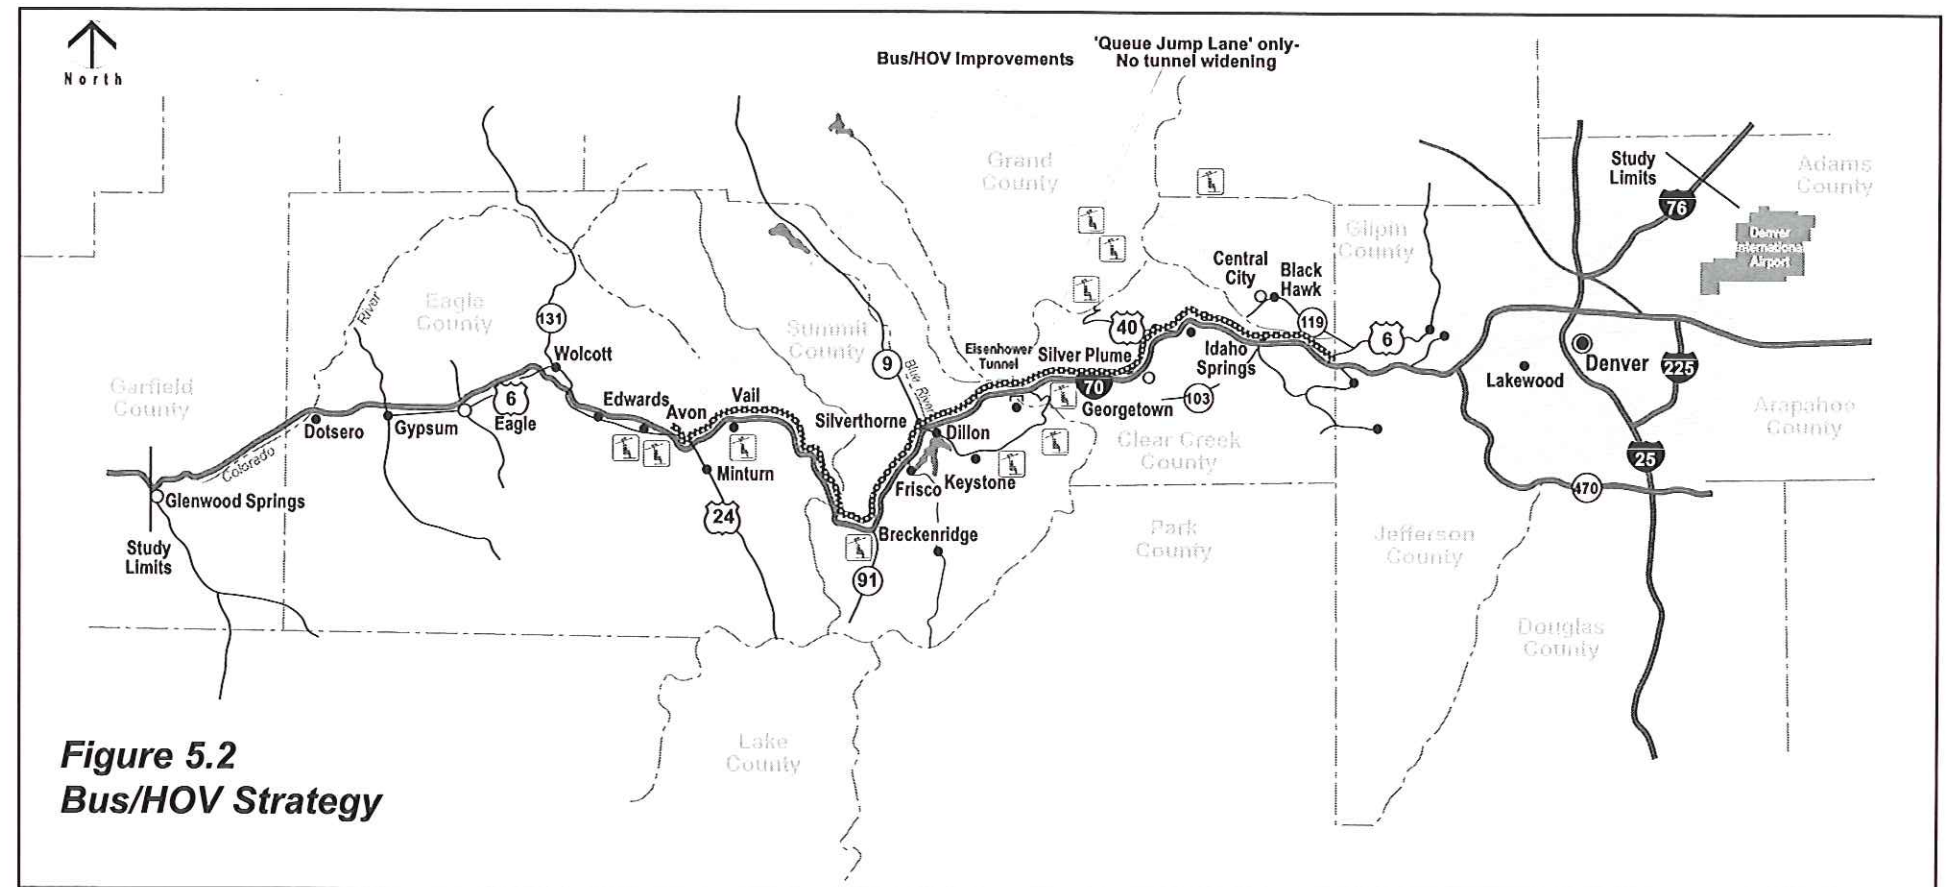 North
Bus/HOV Improvements
'Queue Jump Lane' only-
No tunnel widening
Study
Limits
Adams
County
76
Denver
International
Airport
Grand
County
Gilpin
County
Central
City
Black
Hawk
119
6
40
Eagle
County
River
131
Wolcott
Summit
County
9
Blue River
Eisenhower
Tunnel
Silver Plume
70
Idaho
Springs
Georgetown
103
Denver
Lakewood
225
Garfield
County
6
Eagle
Edwards
Avon
Vail
Silverthorne
Dillon
Clear Creek
County
Arapahoe
County
Dotsero
Gypsum
Colorado
Minturn
Frisco
Keystone
25
470
Glenwood Springs
24
Breckenridge
91
Park
County
Jefferson
County
Study
Limits
Douglas
County
Lake
County
Figure 5.2
Bus/HOV Strategy